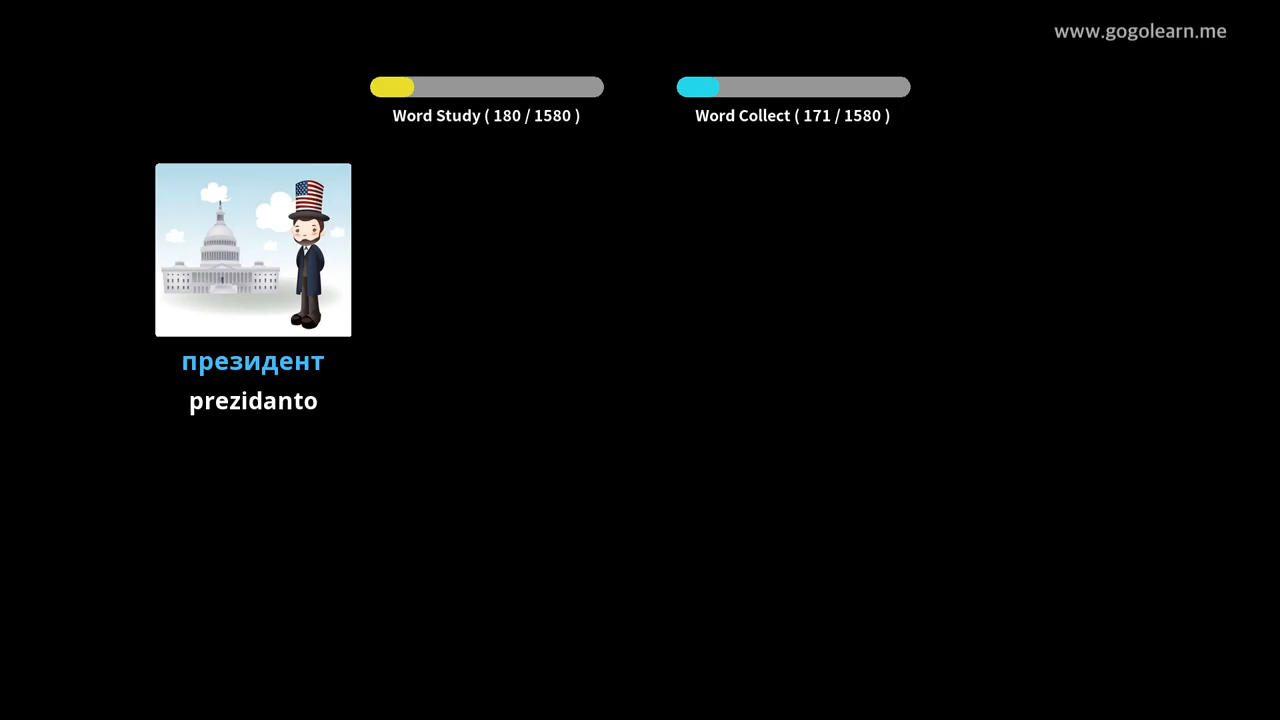 www.gogolearn.me
Word Study ( 180 / 1580 )
Word Collect ( 171 / 1580 )
президент
prezidanto